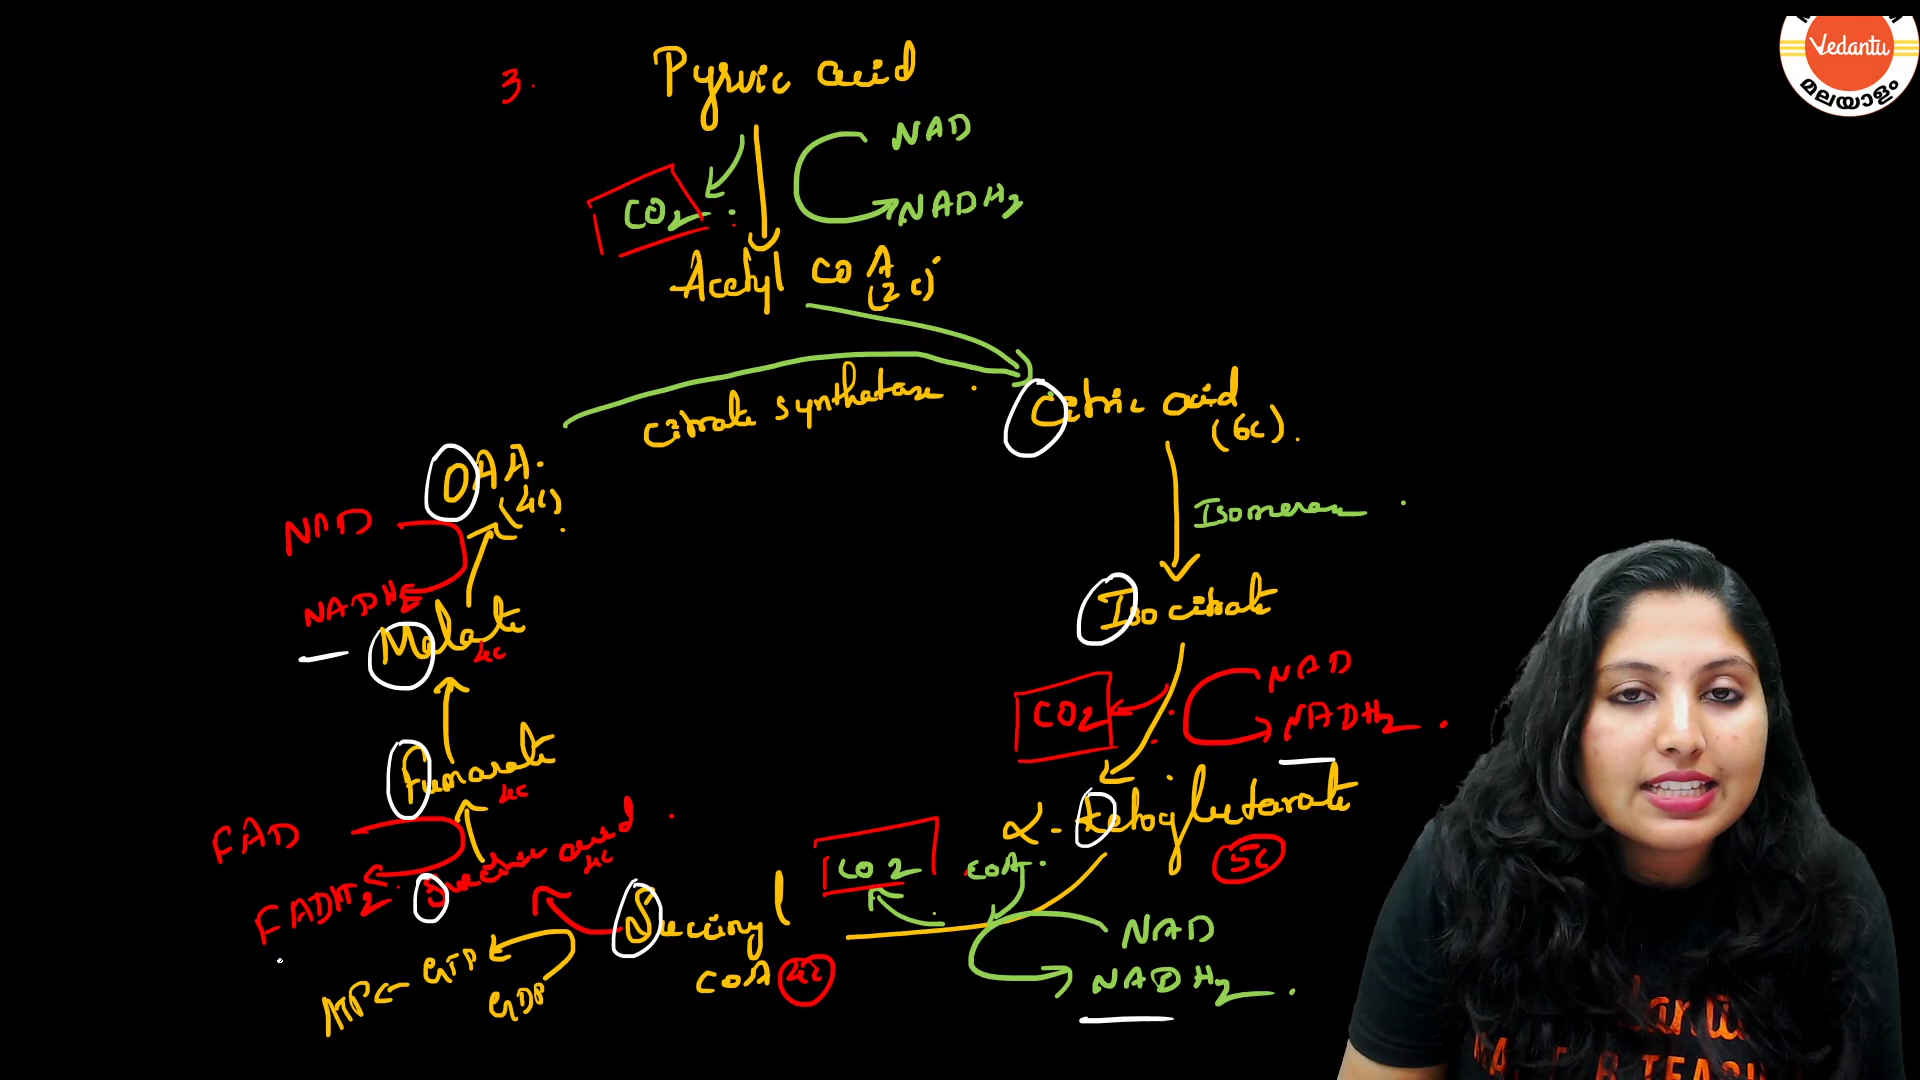 3.
Pyruvic acid
NAD
CO2
NADH2
Acetyl COA
(2C)
Citrate synthetase.
Citric acid
(6C).
OAA.
(4C)
NAD
Isomerase
NADH2
Malate
4C
Isocitrate
NAD
CO2
NADH2.
Fumarate
4C
α-Ketoglutarate
5C
FAD
FADH2.
Succinic acid
4C
CO2
COA.
Succinyl
COA 4C
NAD
NADH2.
ATP← GTP
GDP
Vedantu
മലയാളം